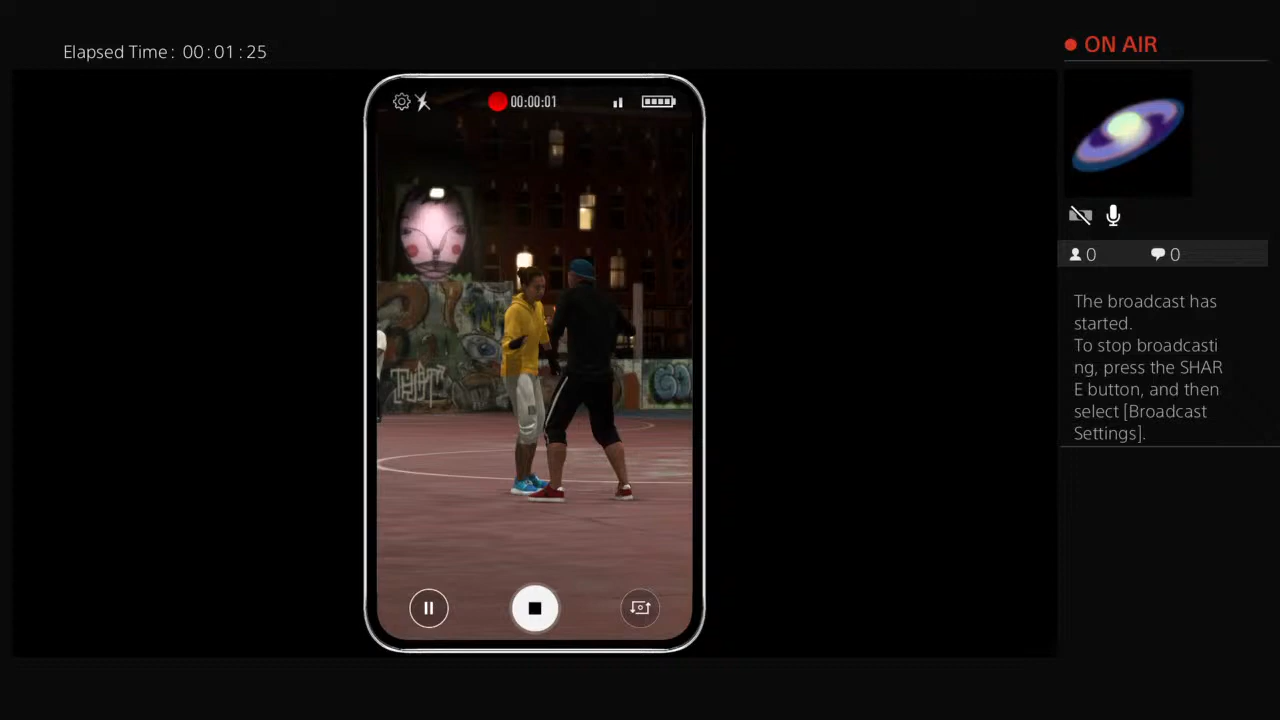 Elapsed Time: 00:01:25
ON AIR
00:00:01
0
0
The broadcast has
started.
To stop broadcasti
ng, press the SHAR
E button, and then
select [Broadcast
Settings].